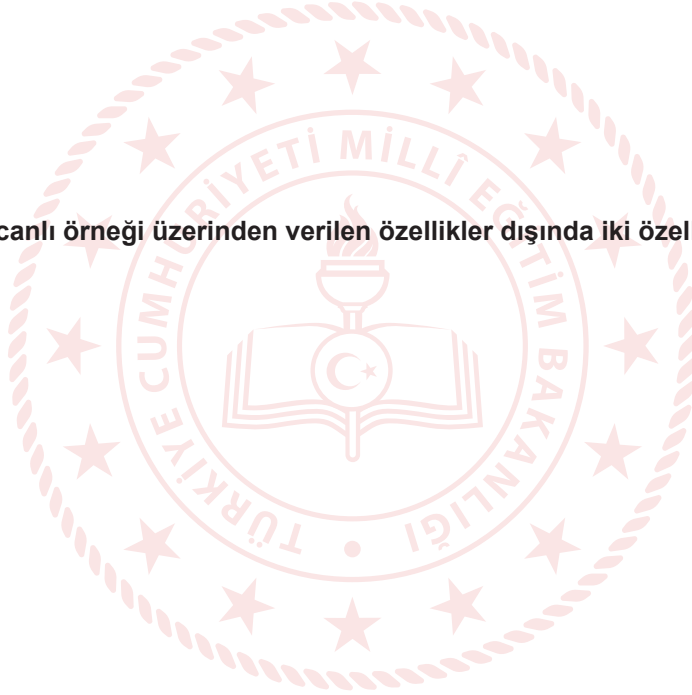 canlı örneği üzerinden verilen özellikler dışında iki özel
TÜRKİYE CUMHURİYETİ MİLLÎ EĞİTİM BAKANLIĞI